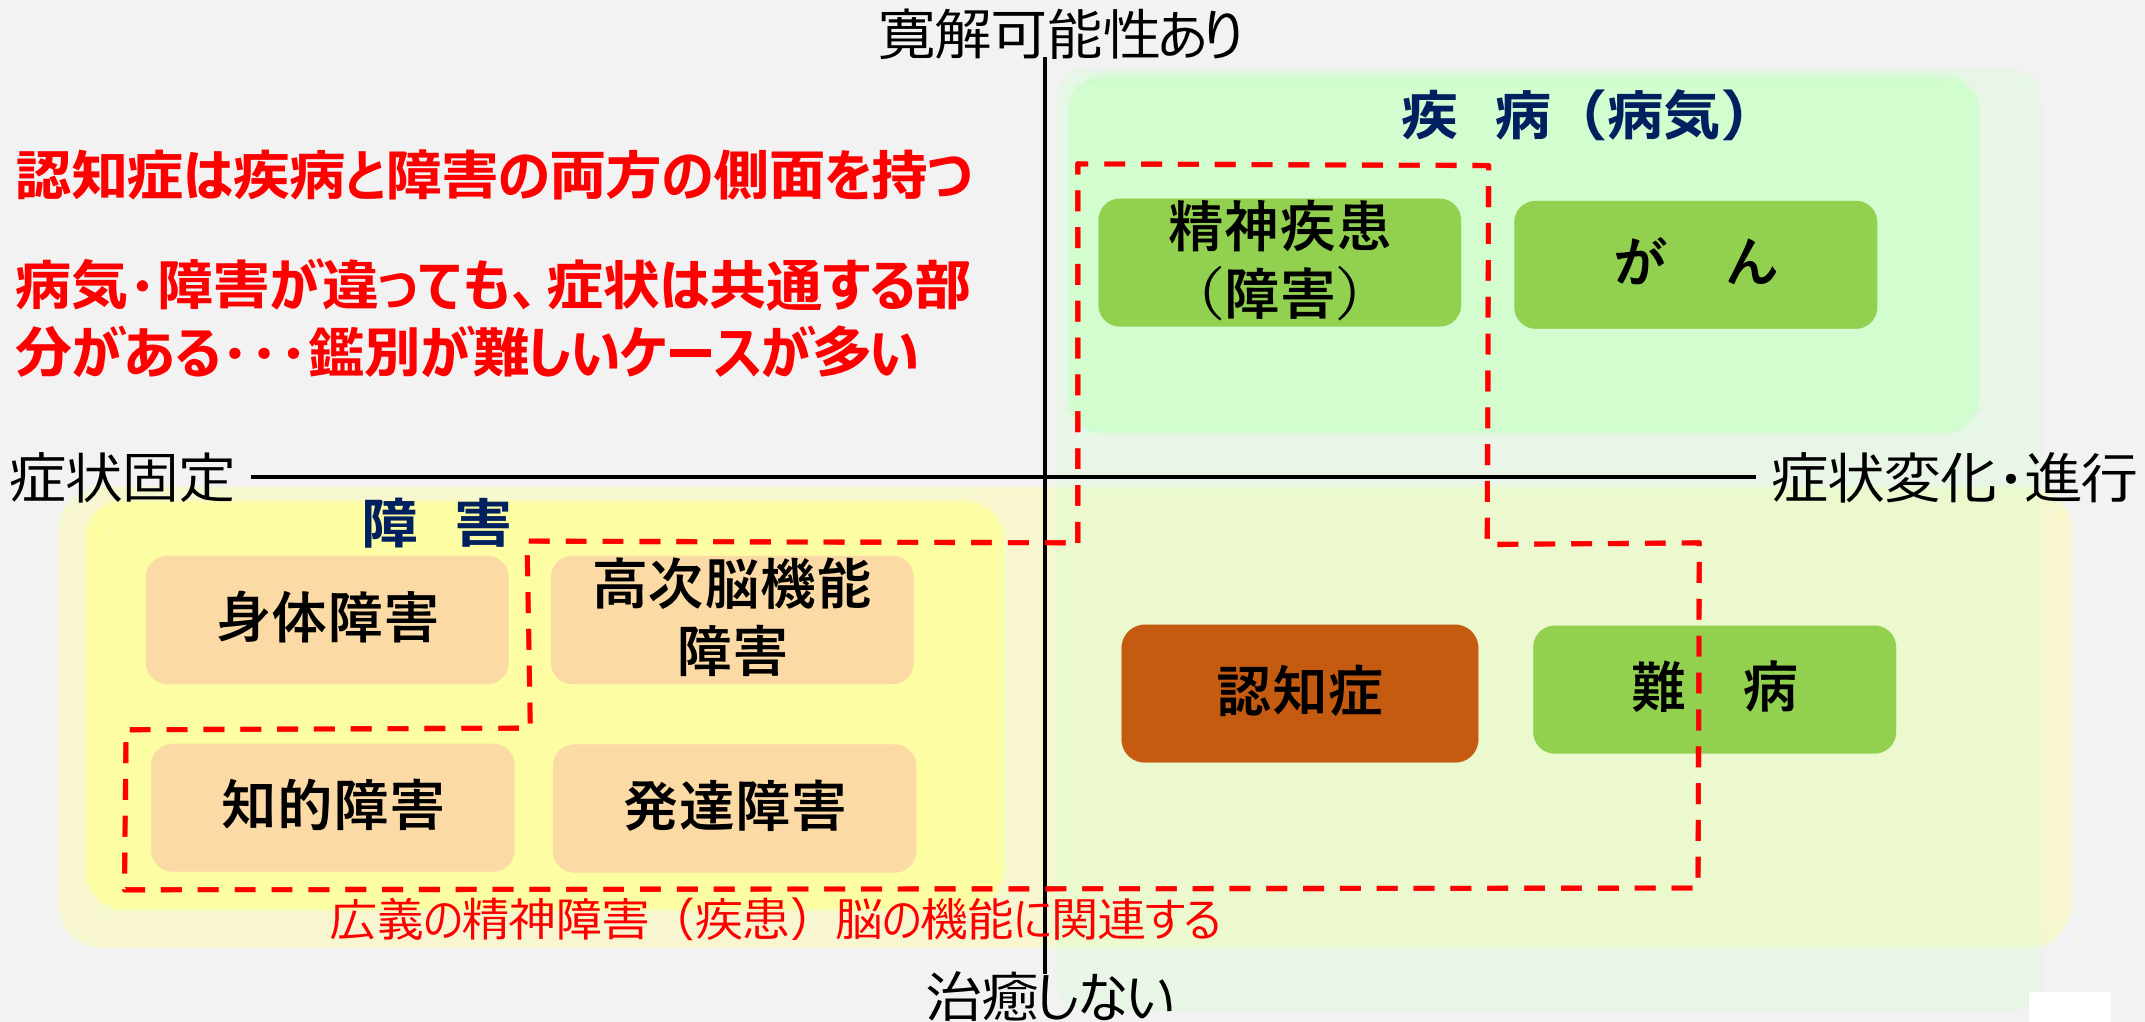 寛解可能性あり
疾 病（病気）
認知症は疾病と障害の両方の側面を持つ
精神疾患
（障害）
が ん
病気・障害が違っても、症状は共通する部
分がある・・・鑑別が難しいケースが多い
症状固定
症状変化・進行
障 害
身体障害
高次脳機能
障害
認知症
難 病
知的障害
発達障害
広義の精神障害（疾患）脳の機能に関連する
治癒しない